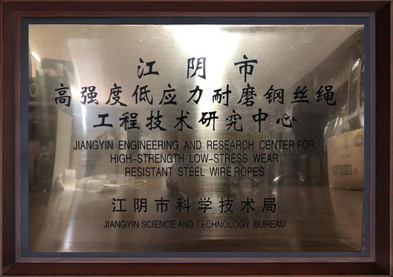 江阴市
高强度低应力耐磨钢丝绳
工程技术研究中心
JIANGYIN ENGINEERING AND RESEARCH CENTER FOR
HIGH-STRENGTH LOW-STRESS WEAR
RESISTANT STEEL WIRE ROPES
江阴市科学技术局
JIANGYIN SCIENCE AND TECHNOLOGY BUREAU